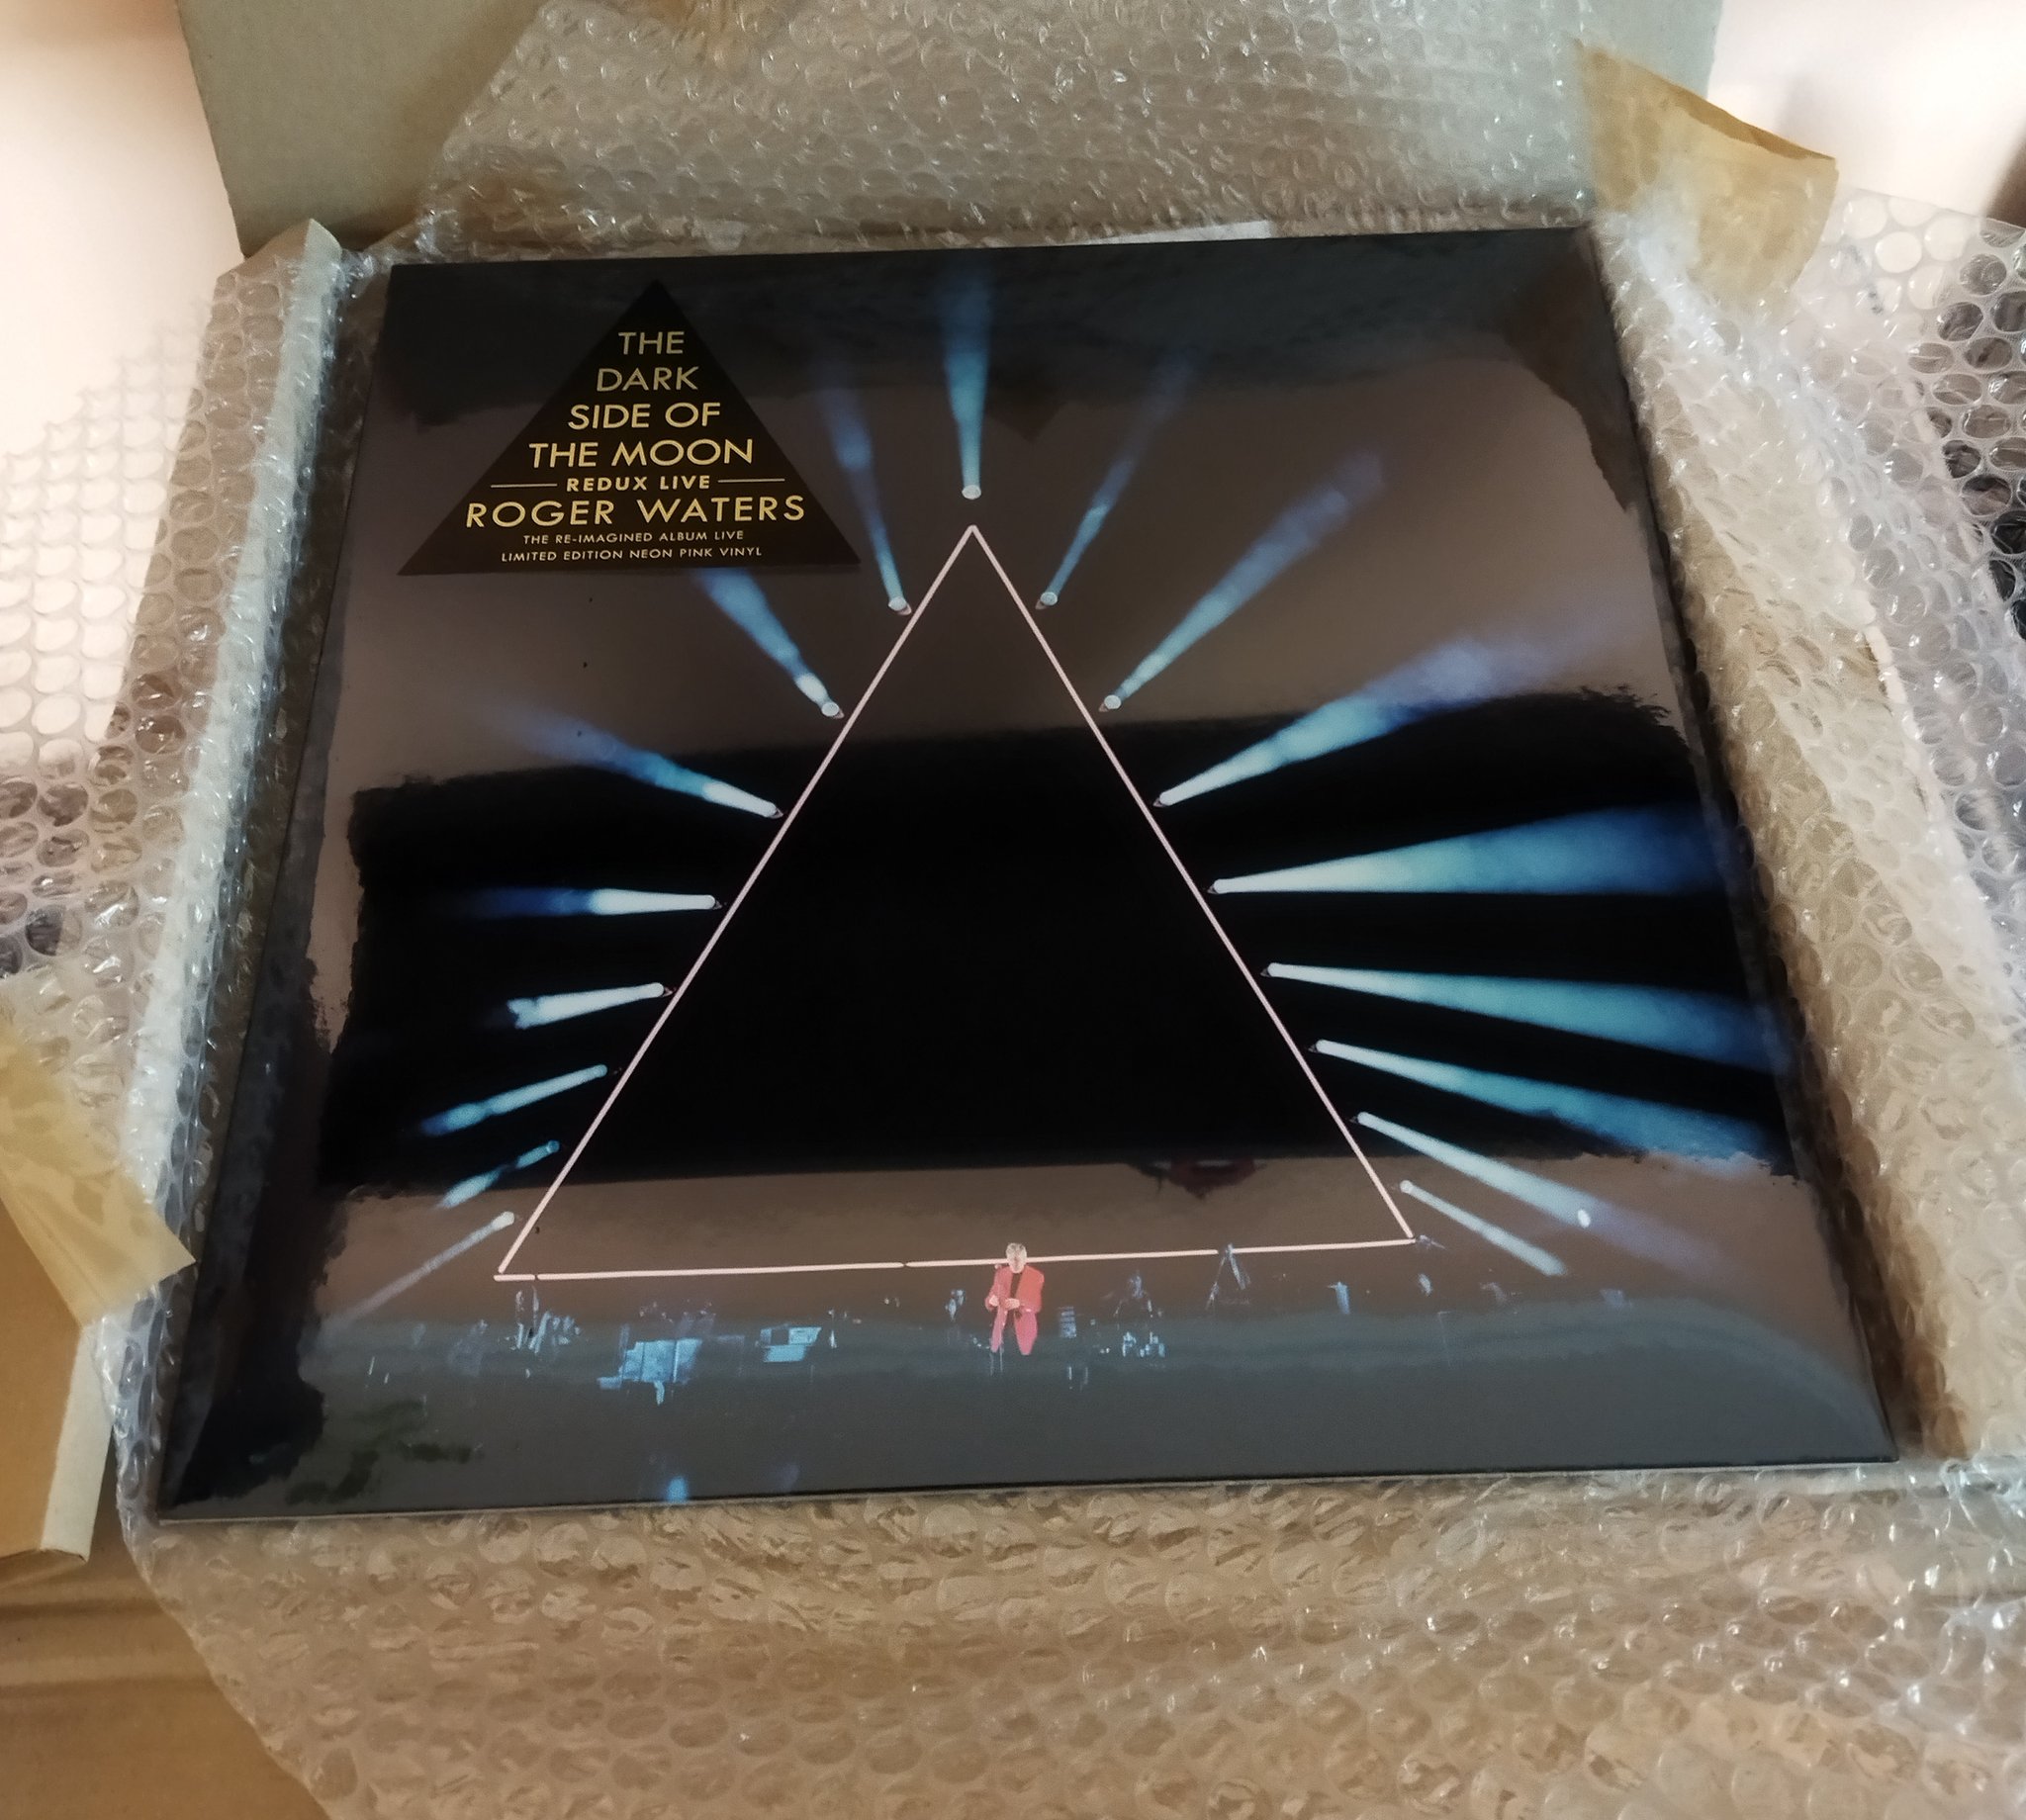 THE
DARK
SIDE OF
THE MOON
REDUX LIVE
ROGER WATERS
THE RE-IMAGINED ALBUM LIVE
LIMITED EDITION NEON PINK VINYL